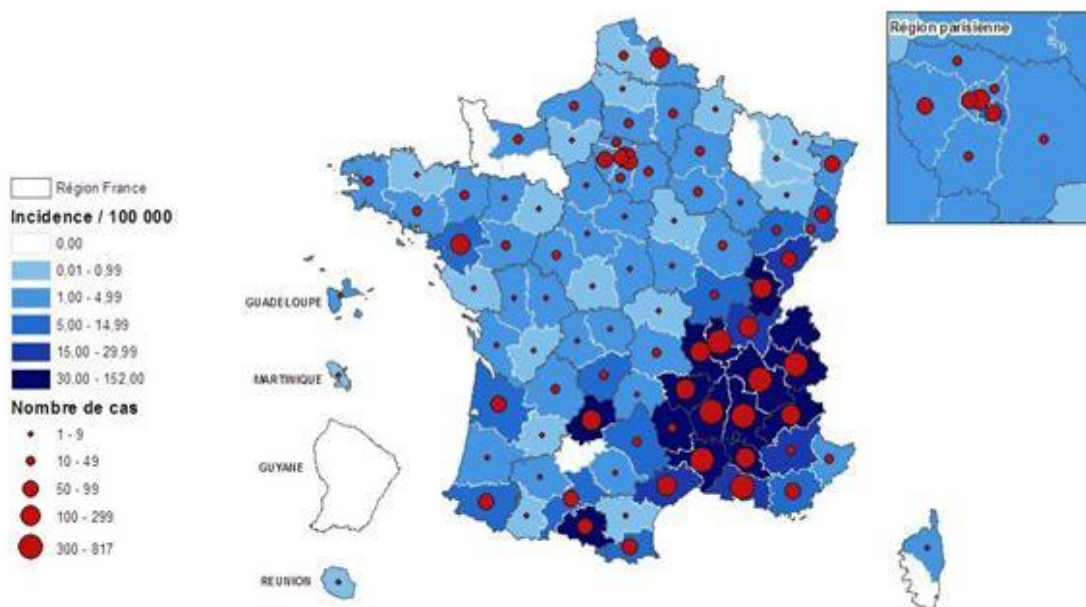 Région parisienne
Région France
Incidence / 100 000
0,00
0,01 - 0,99
1,00 - 4,99
5,00 - 14,99
15,00 - 29,99
30,00 - 152,00
Nombre de cas
1 - 9
10 - 49
50 - 99
100 - 299
300 - 817
GUADELOUPE
MARTINIQUE
GUYANE
REUNION